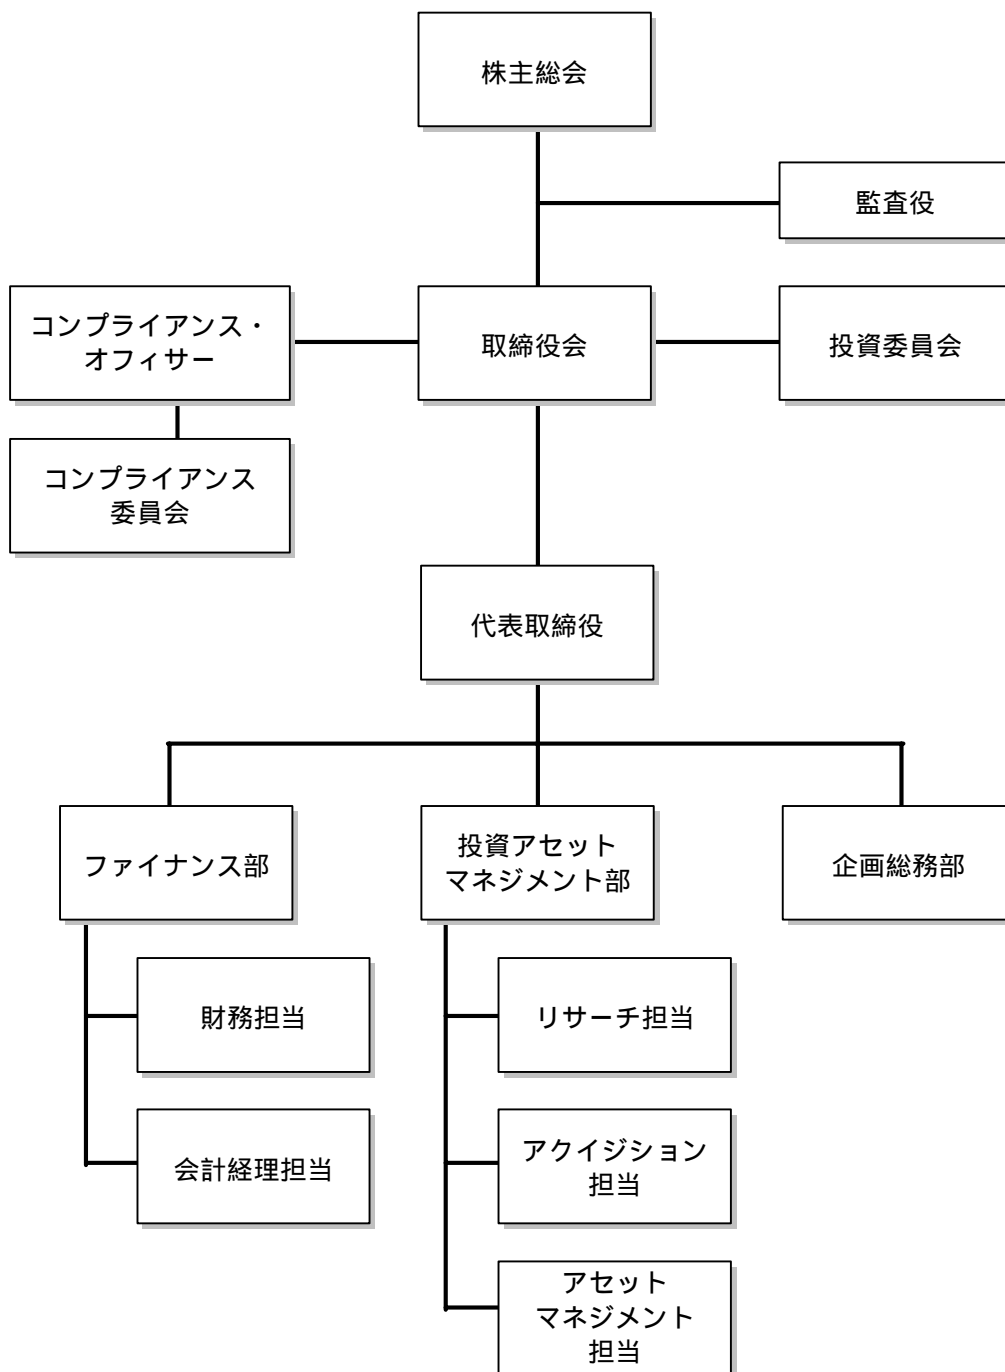 株主総会
監査役
コンプライアンス・
オフィサー
取締役会
投資委員会
コンプライアンス
委員会
代表取締役
ファイナンス部
投資アセット
マネジメント部
企画総務部
財務担当
リサーチ担当
会計経理担当
アクイジション
担当
アセット
マネジメント
担当